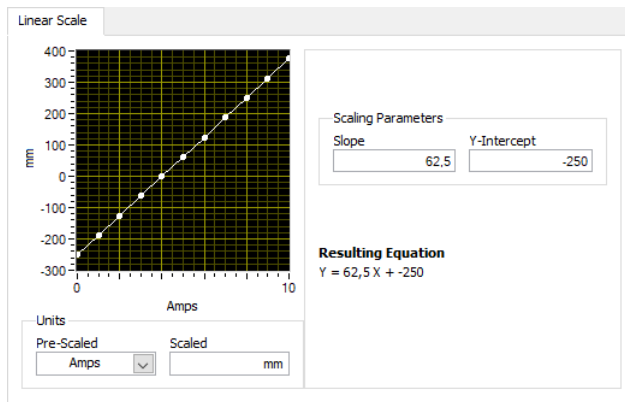 Linear Scale
400
300
200
100
0
-100
-200
-300
mm
0
10
Amps
Units
Pre-Scaled
Scaled
Amps
mm
Scaling Parameters
Slope
Y-Intercept
62,5
-250
Resulting Equation
Y = 62,5 X + -250